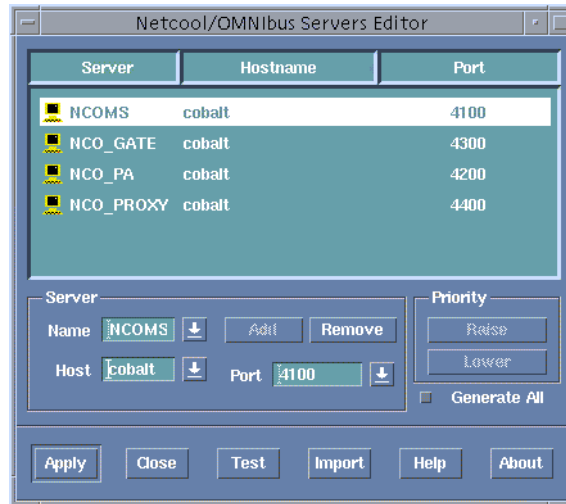 Netcool/OMNIbus Servers Editor
Server Hostname Port
NCOMS cobalt 4100
NCO_GATE cobalt 4300
NCO_PA cobalt 4200
NCO_PROXY cobalt 4400
Server
Name NCOMS Add Remove
Host cobalt Port 4100
Priority
Raise
Lower
Generate All
Apply Close Test Import Help About